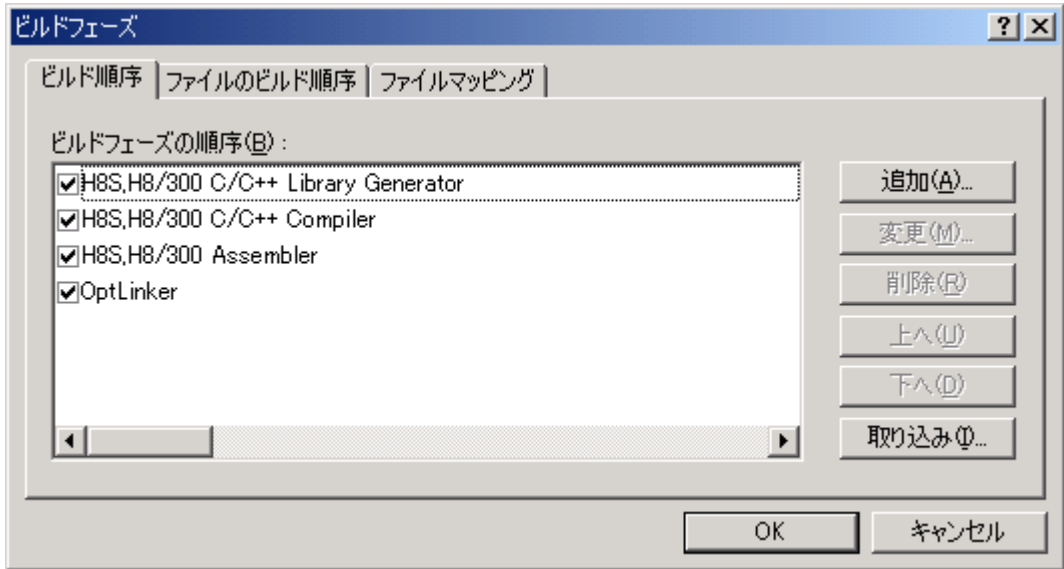 ビルドフェーズ
ビルド順序 ファイルのビルド順序 ファイルマッピング
ビルドフェーズの順序(B) :
H8S,H8/300 C/C++ Library Generator
H8S,H8/300 C/C++ Compiler
H8S,H8/300 Assembler
OptLinker
追加(A)...
変更(M)...
削除(R)
上へ(U)
下へ(D)
取り込み(I)...
OK キャンセル